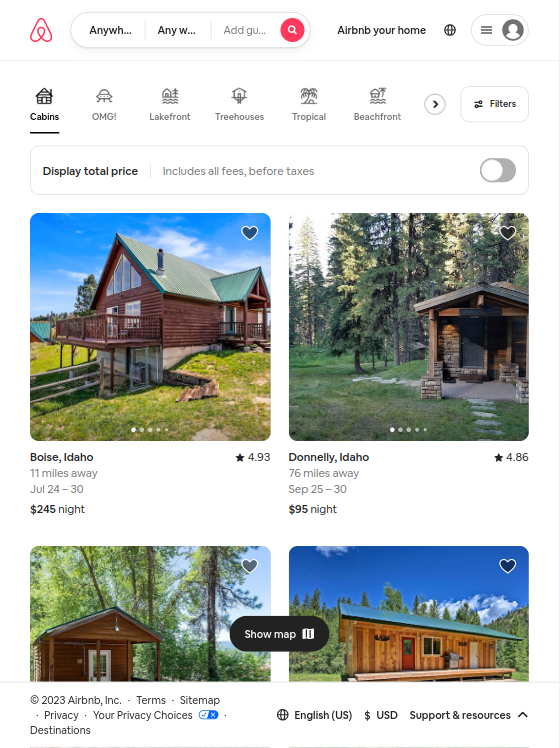 Anywh... Any w... Add gu... Airbnb your home
Cabins OMG! Lakefront Treehouses Tropical Beachfront Filters
Display total price Includes all fees, before taxes
Boise, Idaho 4.93
11 miles away
Jul 24 – 30
$245 night
Donnelly, Idaho 4.86
76 miles away
Sep 25 – 30
$95 night
Show map
© 2023 Airbnb, Inc. · Terms · Sitemap
· Privacy · Your Privacy Choices ·
Destinations
English (US) $ USD Support & resources